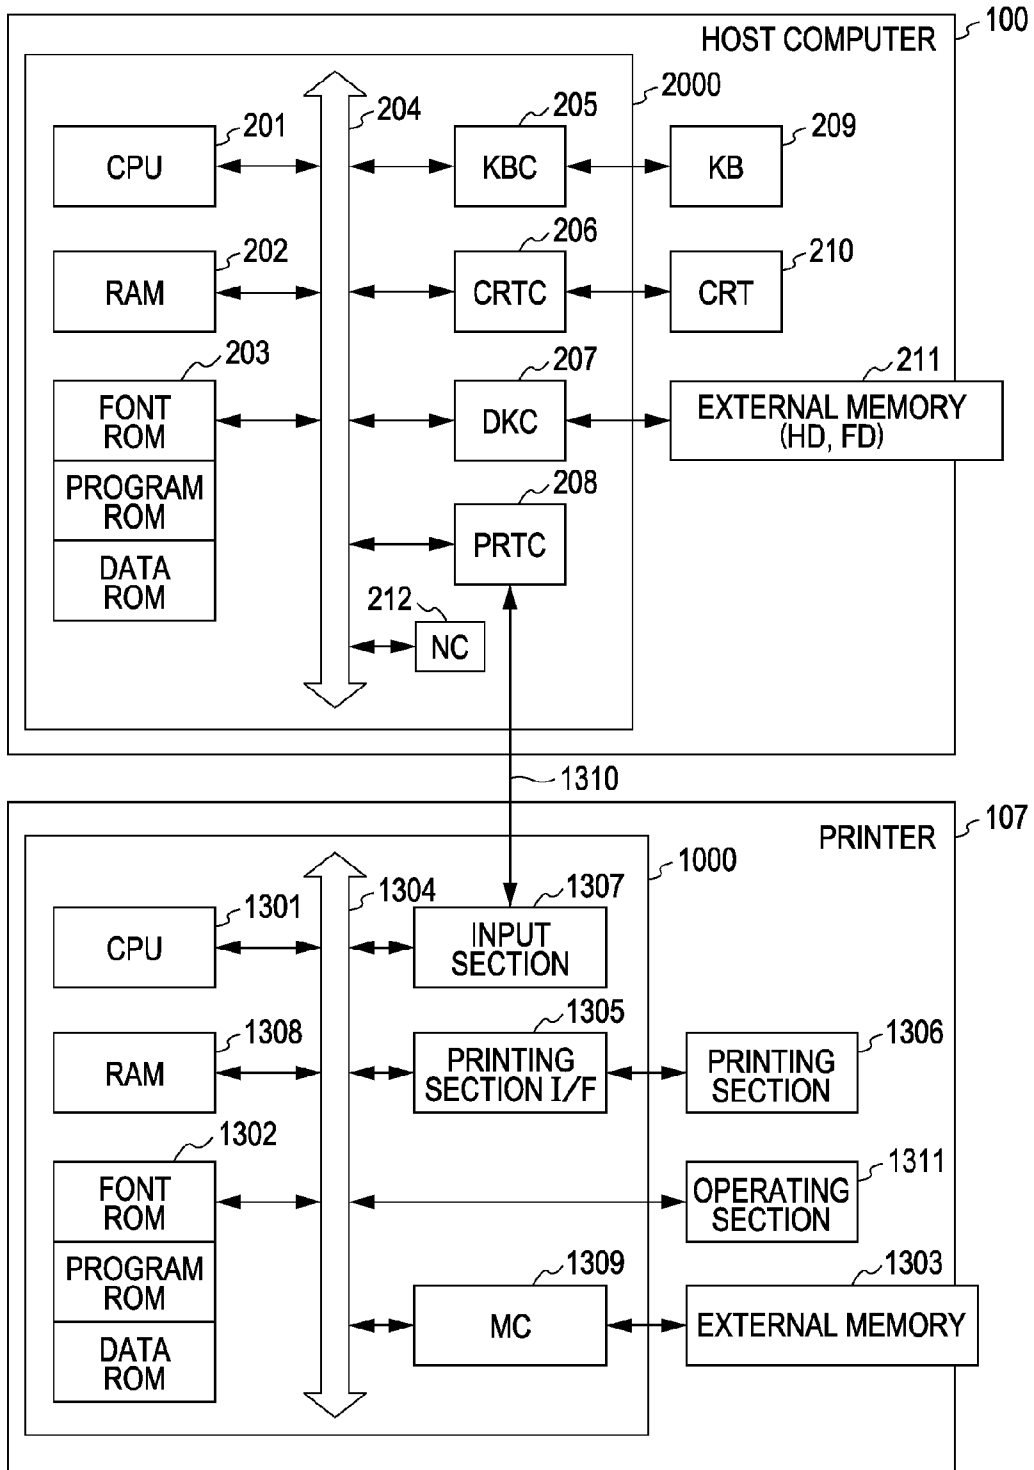 HOST COMPUTER
100
2000
201
204
205
209
CPU
KBC
KB
202
206
210
RAM
CRTC
CRT
203
207
211
FONT
ROM
DKC
EXTERNAL MEMORY
(HD, FD)
PROGRAM
ROM
208
PRTC
DATA
ROM
212
NC
1310
PRINTER
107
1000
1301
1304
1307
CPU
INPUT
SECTION
1308
1305
1306
RAM
PRINTING
SECTION I/F
PRINTING
SECTION
1302
1311
FONT
ROM
OPERATING
SECTION
PROGRAM
ROM
1309
1303
MC
EXTERNAL MEMORY
DATA
ROM